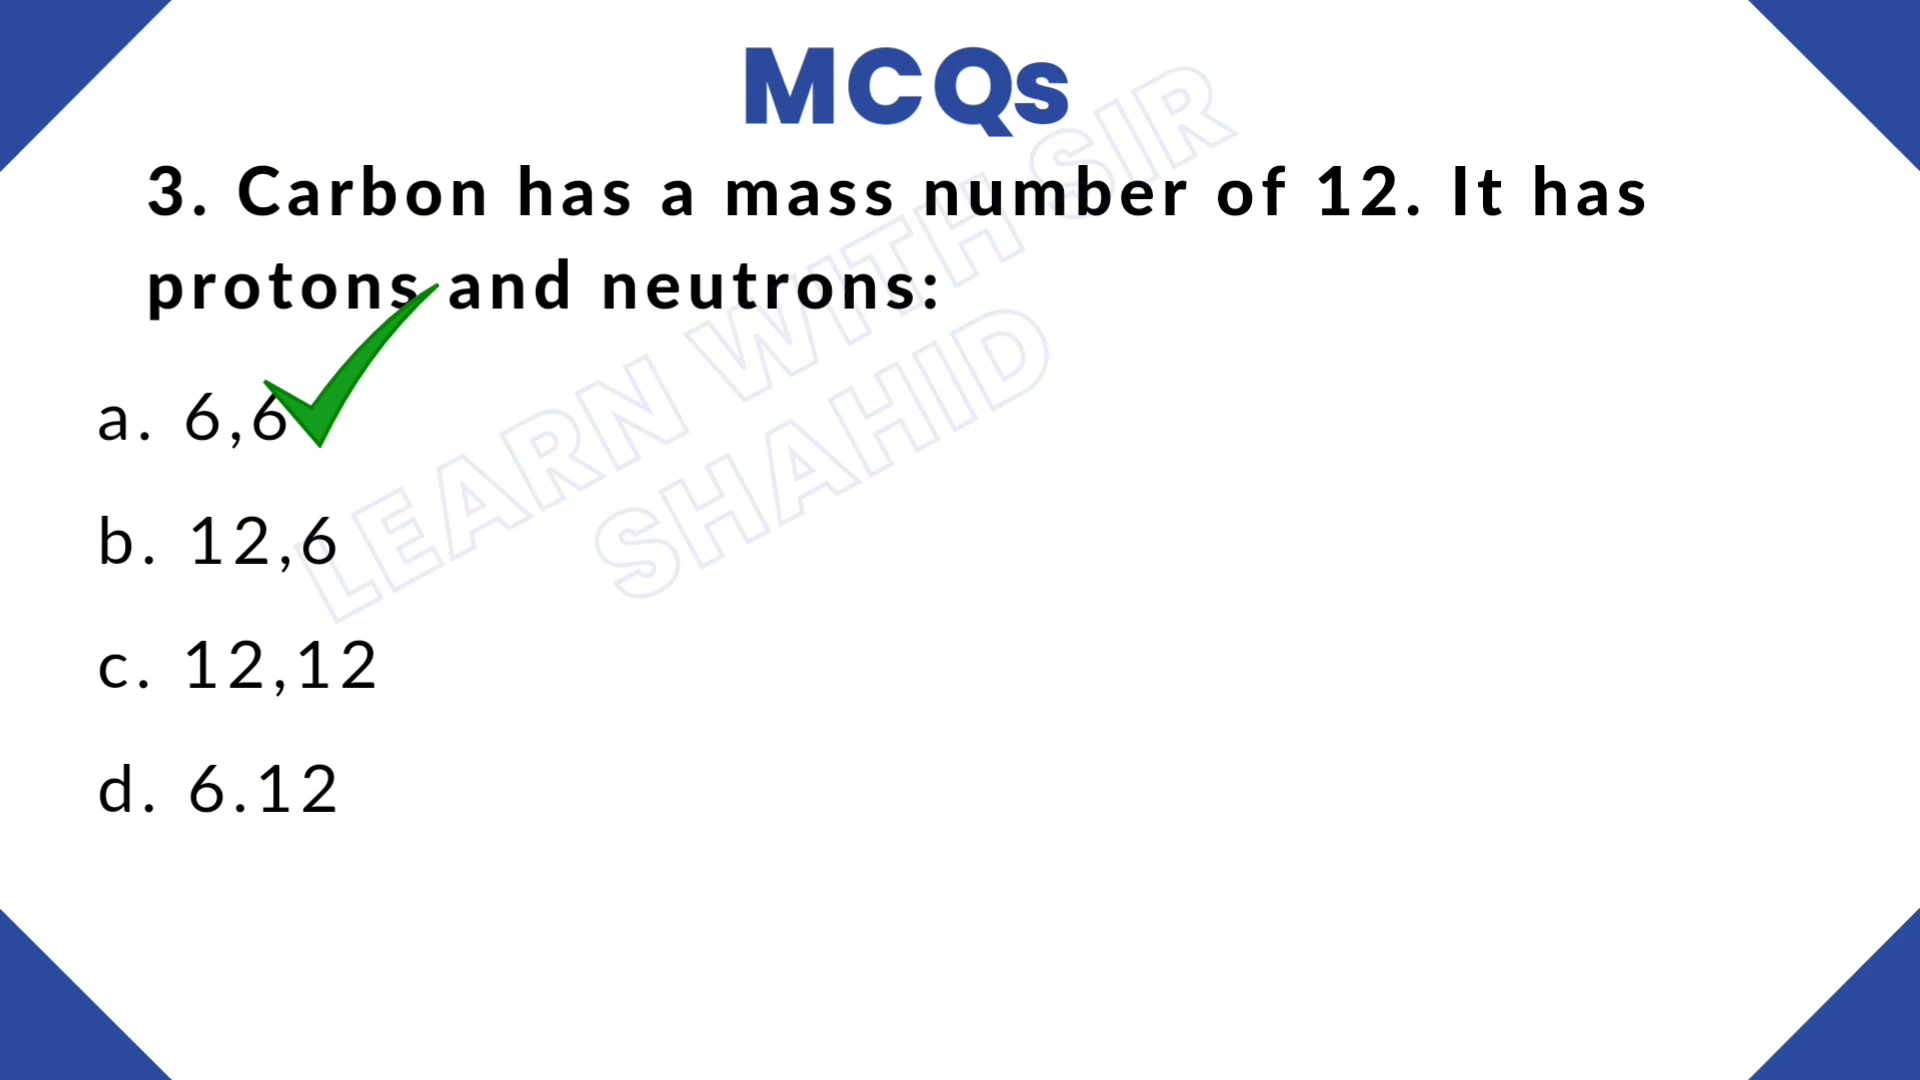 MCQs
3. Carbon has a mass number of 12. It has
protons and neutrons:
a. 6,6
b. 12,6
c. 12,12
d. 6.12
LEARN WITH SIR
SHAHID